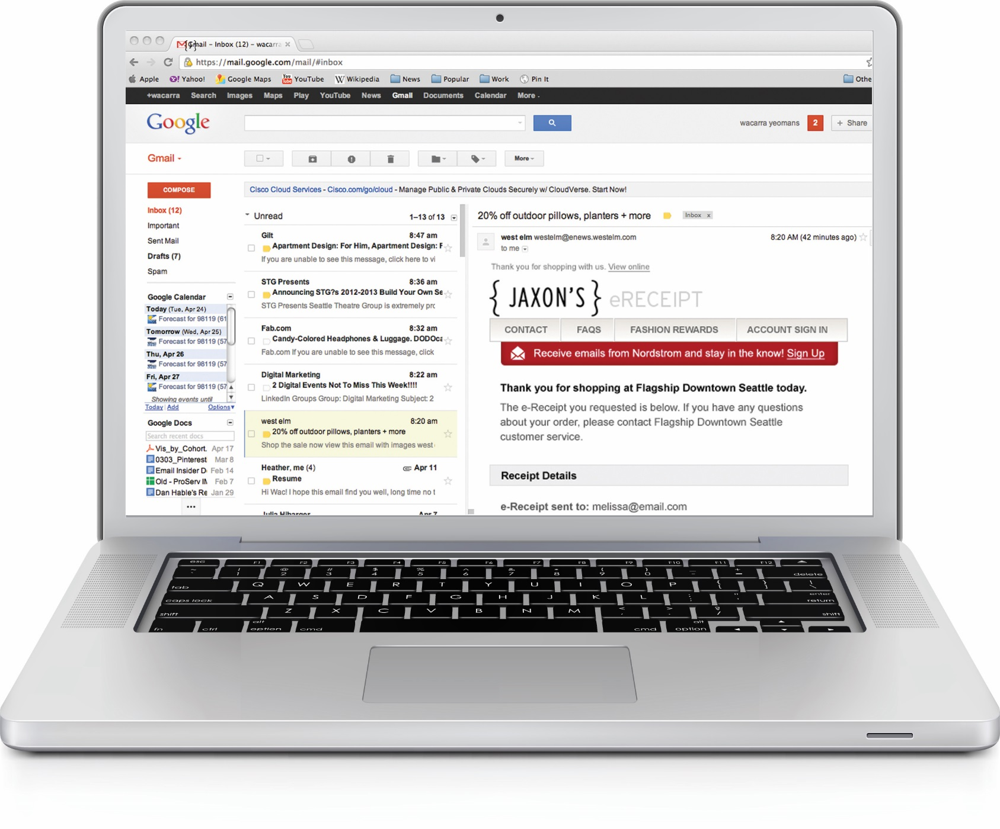 Gmail – Inbox (12) – wacarra
https://mail.google.com/mail/#inbox
Apple Yahoo! Google Maps YouTube Wikipedia News Popular Work Pin It Othe
+wacarra Search Images Maps Play YouTube News Gmail Documents Calendar More
Google
wacarra yeomans 2 + Share
Gmail
More
COMPOSE
Inbox (12)
Important
Sent Mail
Drafts (7)
Spam
Google Calendar
Today (Tue, Apr 24)
Forecast for 98119 (61
Tomorrow (Wed, Apr 25)
Forecast for 98119 (57
Thu, Apr 26
Forecast for 98119 (57
Fri, Apr 27
Forecast for 98119 (57
Showing events until
Today | Add Options
Google Docs
Search recent docs
Vis_by_Cohort. Apr 17
0303_Pinterest Mar 8
Email Insider D Feb 14
Old - ProServ IM Feb 7
Dan Hable's Re Jan 29
Cisco Cloud Services - Cisco.com/go/cloud - Manage Public & Private Clouds Securely w/ CloudVerse. Start Now!
Unread 1–13 of 13
Gilt 8:47 am
Apartment Design: For Him, Apartment Design: F
If you are unable to see this message, click here to vi
STG Presents 8:36 am
Announcing STG?s 2012-2013 Build Your Own Se
STG Presents Seattle Theatre Group is extremely pro
Fab.com 8:32 am
Candy-Colored Headphones & Luggage. DODOca
Fab.com If you are unable to see this message, click
Digital Marketing 8:22 am
2 Digital Events Not To Miss This Week!!!!
LinkedIn Groups Group: Digital Marketing Subject: 2
west elm 8:20 am
20% off outdoor pillows, planters + more
Shop the sale now view this email with images west
Heather, me (4) Apr 11
Resume
Hi Wac! I hope this email find you well, long time no t
Julia Hibarger Apr 7
20% off outdoor pillows, planters + more Inbox x
west elm westelm@enews.westelm.com 8:20 AM (42 minutes ago)
to me
Thank you for shopping with us. View online
{ JAXON'S } eRECEIPT
CONTACT FAQS FASHION REWARDS ACCOUNT SIGN IN
Receive emails from Nordstrom and stay in the know! Sign Up
Thank you for shopping at Flagship Downtown Seattle today.
The e-Receipt you requested is below. If you have any questions
about your order, please contact Flagship Downtown Seattle
customer service.
Receipt Details
e-Receipt sent to: melissa@email.com
esc F1 F2 F3 F4 F5 F6 F7 F8 F9 F10 F11 F12
~ ! @ # $ % ^ & * ( ) _ +
1 2 3 4 5 6 7 8 9 0 delete
tab Q W E R T Y U I O P { } | \
caps lock A S D F G H J K L : ; " ' enter return
shift Z X C V B N M < > ? / shift
fn ctrl alt option cmd cmd alt option